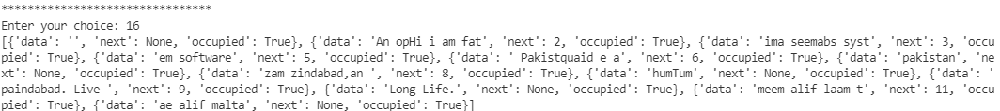 ********************************
Enter your choice: 16
[{'data': '', 'next': None, 'occupied': True}, {'data': 'An opHi i am fat', 'next': 2, 'occupied': True}, {'data': 'ima seemabs syst', 'next': 3, 'occu
pied': True}, {'data': 'em software', 'next': 5, 'occupied': True}, {'data': ' Pakistquaid e a', 'next': 6, 'occupied': True}, {'data': 'pakistan', 'ne
xt': None, 'occupied': True}, {'data': 'zam zindabad,an ', 'next': 8, 'occupied': True}, {'data': 'humTum', 'next': None, 'occupied': True}, {'data': '
paindabad. Live ', 'next': 9, 'occupied': True}, {'data': 'Long Life.', 'next': None, 'occupied': True}, {'data': 'meem alif laam t', 'next': 11, 'occu
pied': True}, {'data': 'ae alif malta', 'next': None, 'occupied': True}]